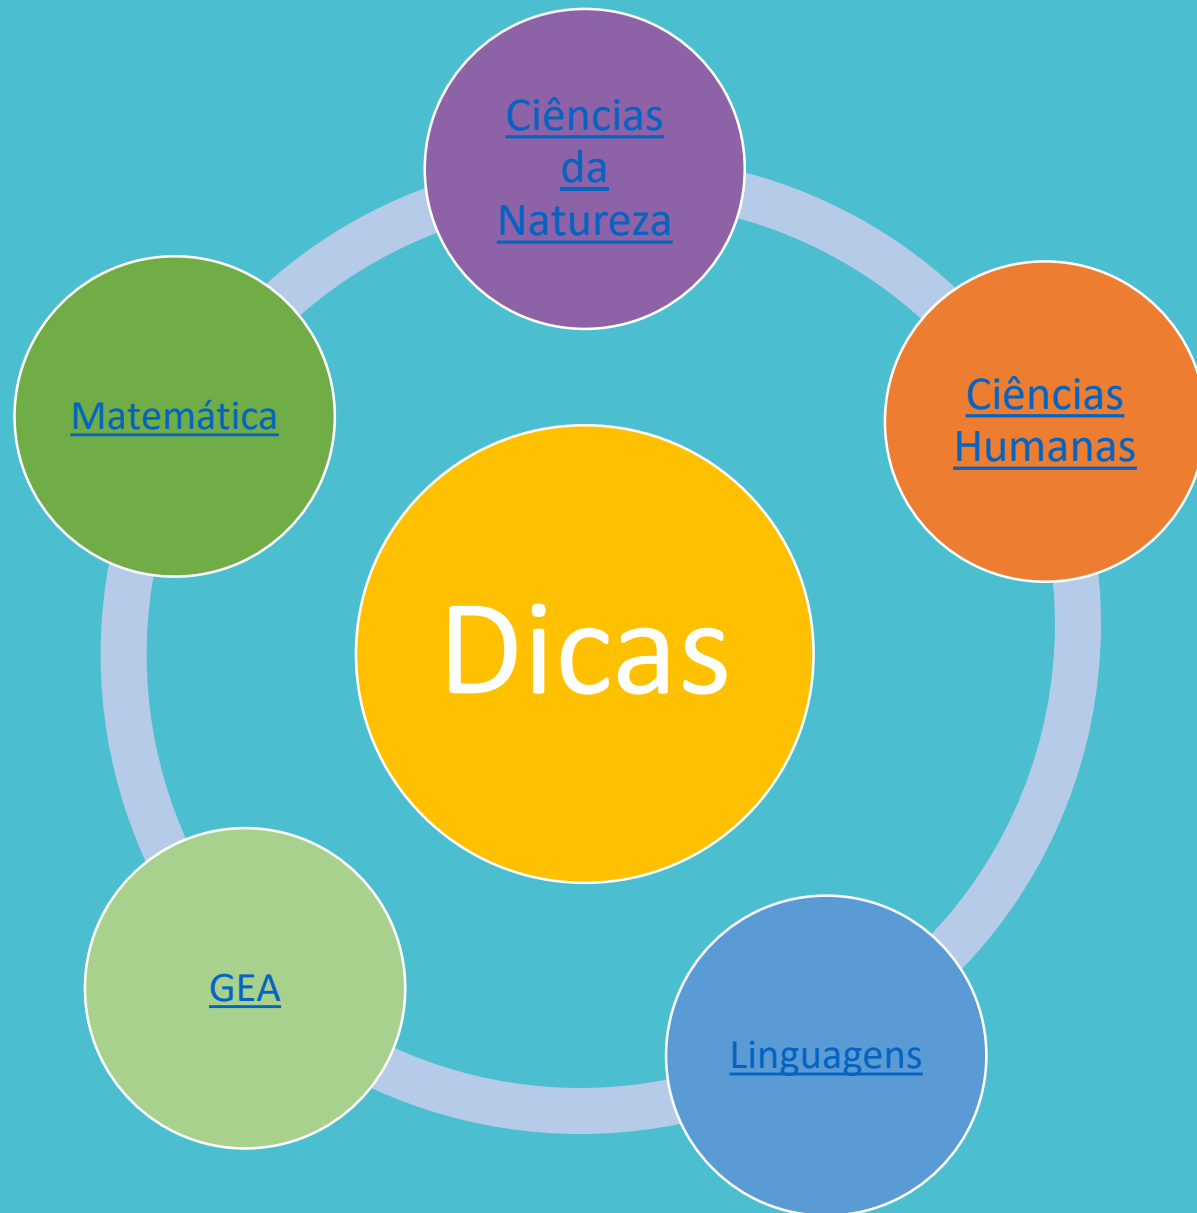 Ciências
da
Natureza
Ciências
Humanas
Matemática
Dicas
GEA
Linguagens